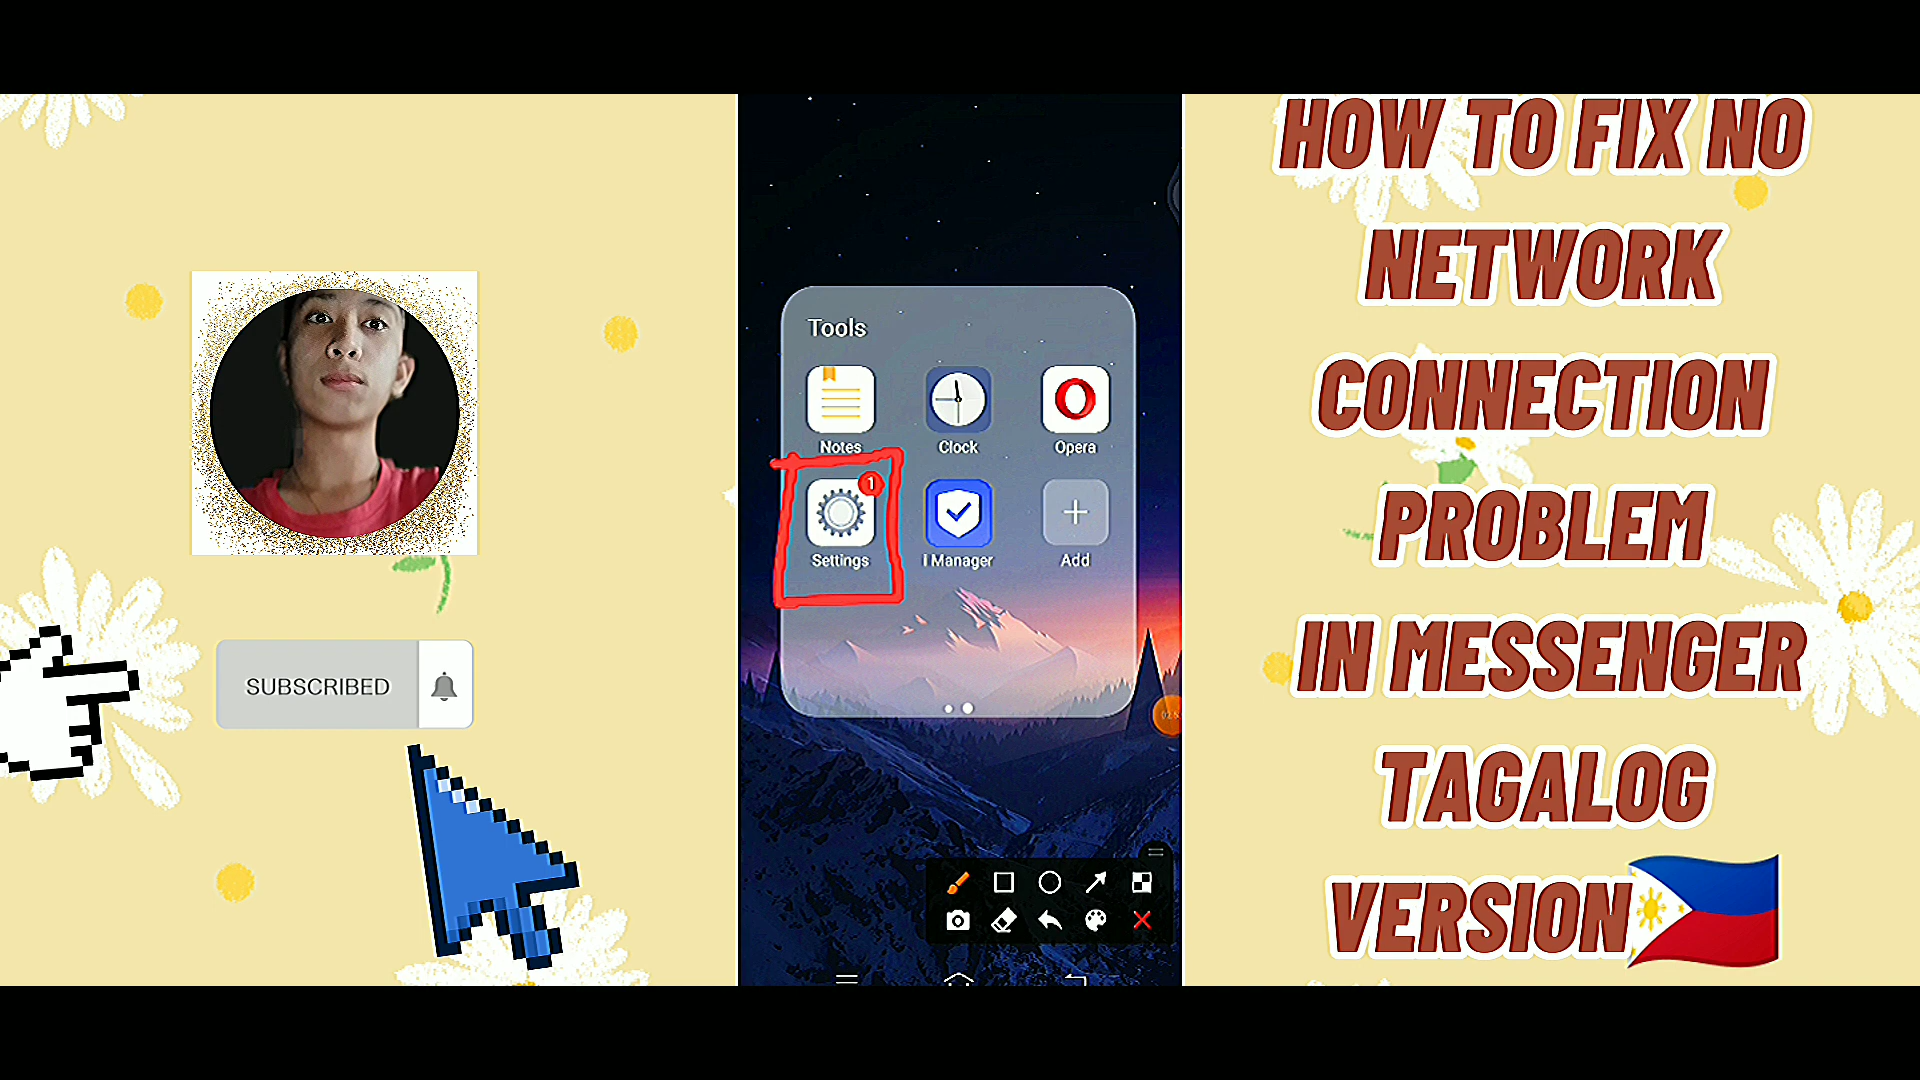 HOW TO FIX NO
NETWORK
CONNECTION
PROBLEM
IN MESSENGER
TAGALOG
VERSION
Tools
Notes
Clock
Opera
1
Settings
i Manager
Add
SUBSCRIBED